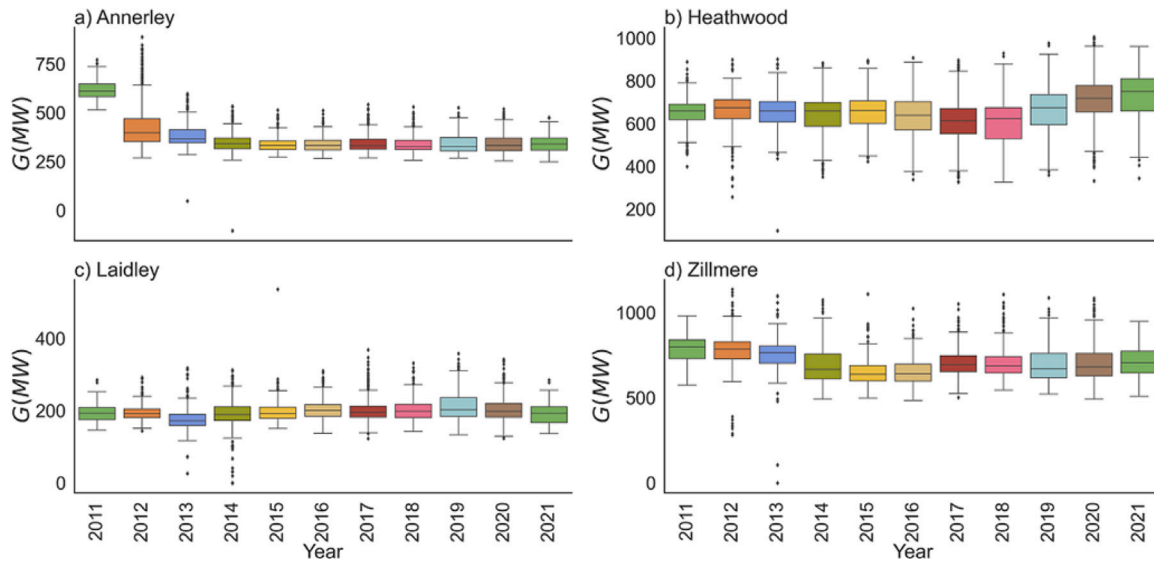 a) Annerley
G(MW)
750
500
250
0
b) Heathwood
G(MW)
1000
800
600
400
200
c) Laidley
G(MW)
400
200
0
2011 2012 2013 2014 2015 2016 2017 2018 2019 2020 2021
Year
d) Zillmere
G(MW)
1000
500
0
2011 2012 2013 2014 2015 2016 2017 2018 2019 2020 2021
Year